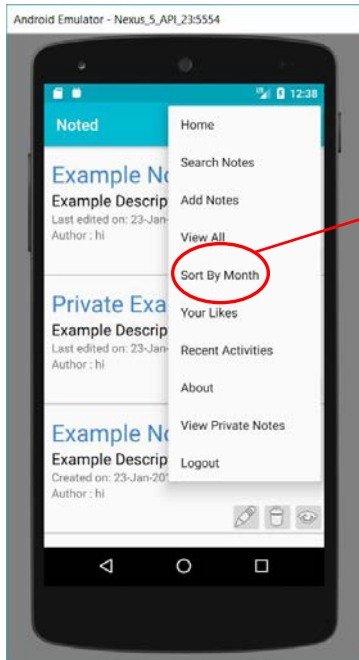 Android Emulator - Nexus_5_API_23:5554
12:38
Noted
Home
Search Notes
Add Notes
View All
Sort By Month
Your Likes
Recent Activities
About
View Private Notes
Logout
Example No
Example Descrip
Last edited on: 23-Jan-
Author : hi
Private Exa
Example Descrip
Last edited on: 23-Jan-
Author : hi
Example No
Example Descrip
Created on: 23-Jan-20
Author : hi